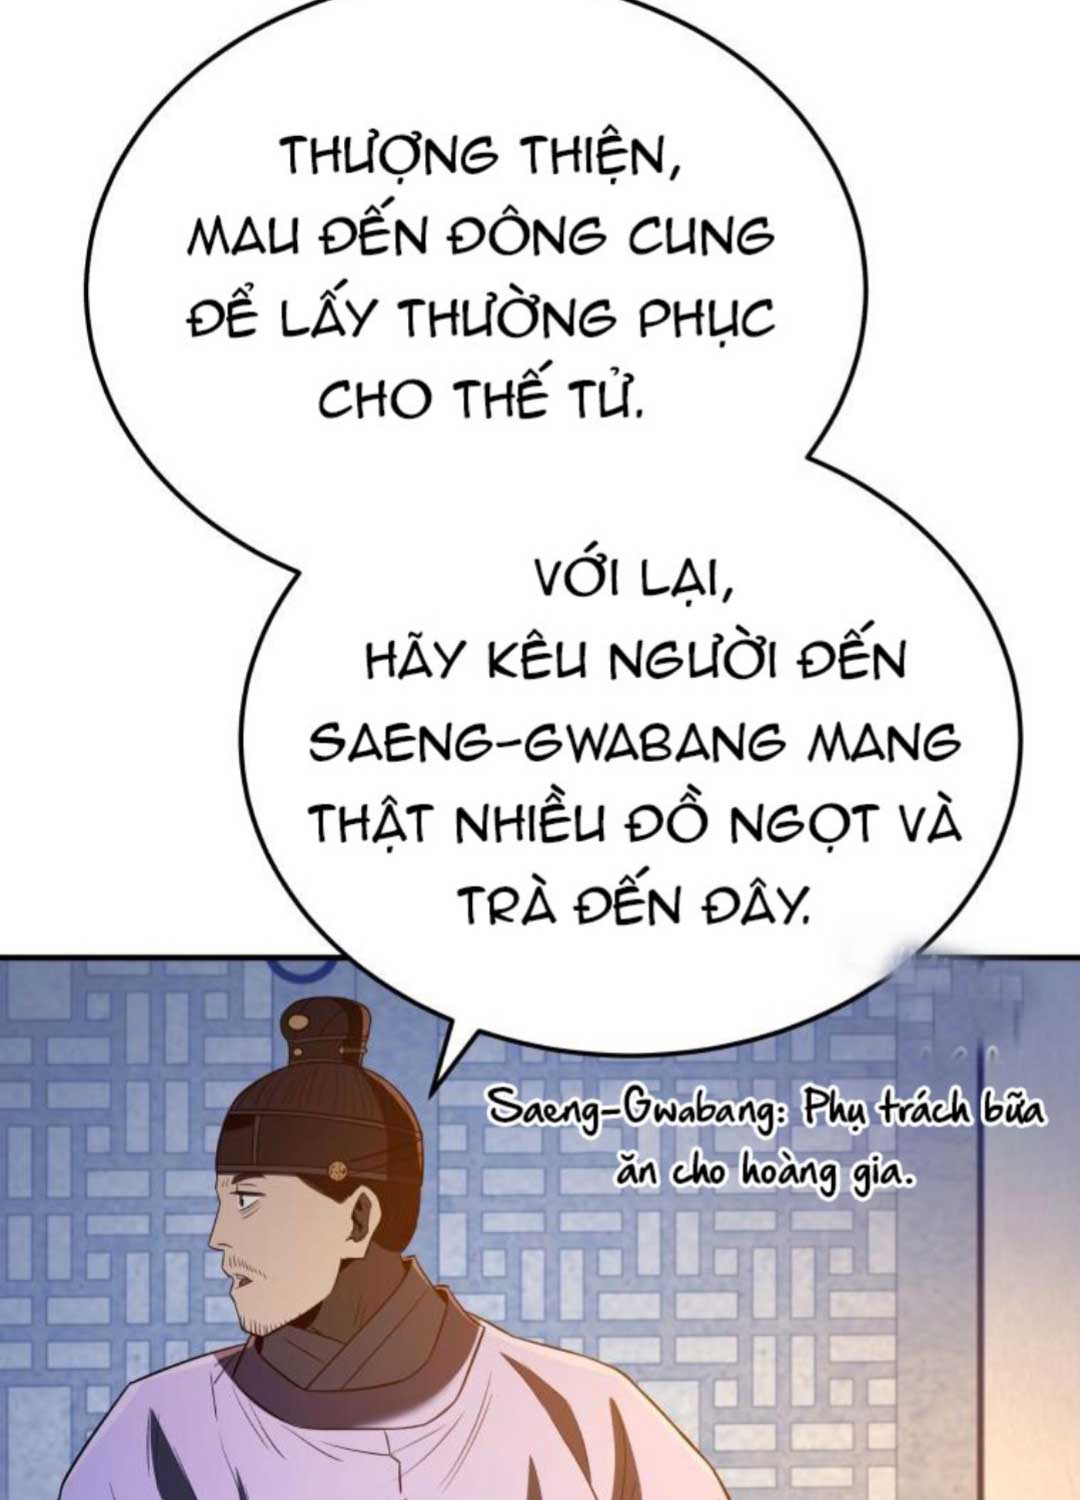 THƯỢNG THIỆN,
MAU ĐẾN ĐÔNG CUNG
ĐỂ LẤY THƯỜNG PHỤC
CHO THẾ TỬ.
VỚI LẠI,
HÃY KÊU NGƯỜI ĐẾN
SAENG-GWABANG MANG
THẬT NHIỀU ĐỒ NGỌT VÀ
TRÀ ĐẾN ĐÂY.
Saeng-Gwabang: Phụ trách bữa
ăn cho hoàng gia.